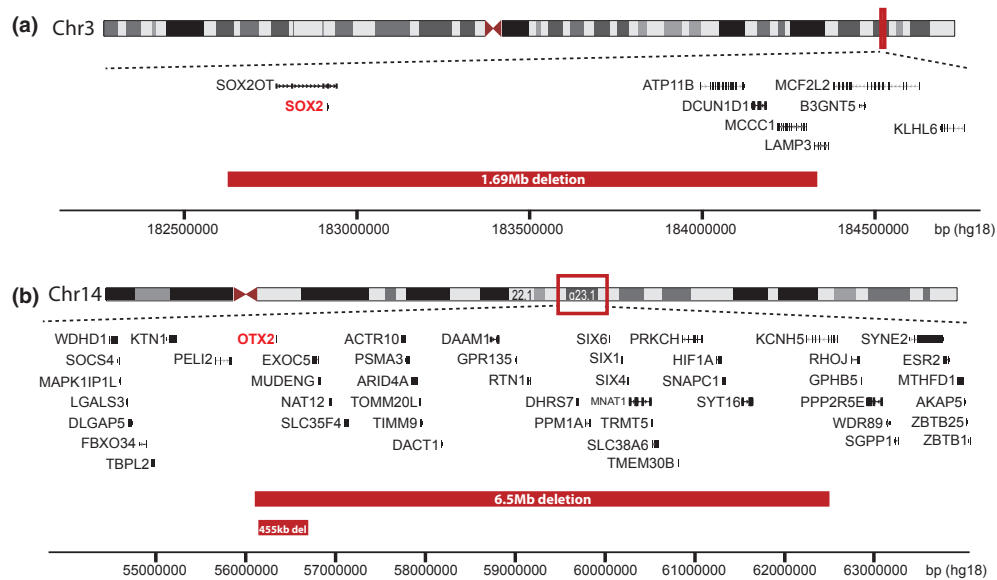 (a) Chr3
SOX2OT ATP11B MCF2L2
SOX2 DCUN1D1 B3GNT5
MCCC1 KLHL6
LAMP3
1.69Mb deletion
182500000 183000000 183500000 184000000 184500000 bp (hg18)
(b) Chr14 22.1 q23.1
WDHD1 KTN1 OTX2 ACTR10 DAAM1 SIX6 PRKCH KCNH5 SYNE2
SOCS4 PELI2 EXOC5 PSMA3 GPR135 SIX1 HIF1A RHOJ ESR2
MAPK1IP1L MUDENG ARID4A RTN1 SIX4 SNAPC1 GPHB5 MTHFD1
LGALS3 NAT12 TOMM20L DHRS7 MNAT1 SYT16 PPP2R5E AKAP5
DLGAP5 SLC35F4 TIMM9 PPM1A TRMT5 WDR89 ZBTB25
FBXO34 DACT1 SLC38A6 SGPP1 ZBTB1
TBPL2 TMEM30B
6.5Mb deletion
455kb del
55000000 56000000 57000000 58000000 59000000 60000000 61000000 62000000 63000000 bp (hg18)